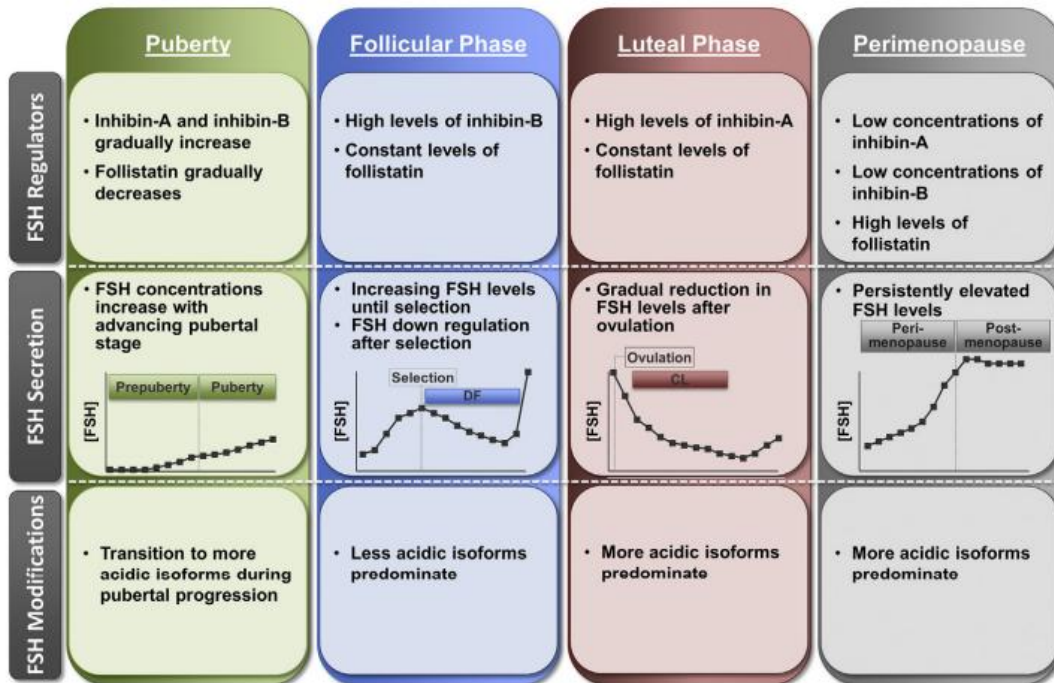 Puberty
Follicular Phase
Luteal Phase
Perimenopause
FSH Regulators
• Inhibin-A and inhibin-B
gradually increase
• Follistatin gradually
decreases
• High levels of inhibin-B
• Constant levels of
follistatin
• High levels of inhibin-A
• Constant levels of
follistatin
• Low concentrations of
inhibin-A
• Low concentrations of
inhibin-B
• High levels of
follistatin
FSH Secretion
• FSH concentrations
increase with
advancing pubertal
stage
Prepuberty
Puberty
[FSH]
• Increasing FSH levels
until selection
• FSH down regulation
after selection
Selection
DF
[FSH]
• Gradual reduction in
FSH levels after
ovulation
Ovulation
CL
[FSH]
• Persistently elevated
FSH levels
Peri-
menopause
Post-
menopause
[FSH]
FSH Modifications
• Transition to more
acidic isoforms during
pubertal progression
• Less acidic isoforms
predominate
• More acidic isoforms
predominate
• More acidic isoforms
predominate